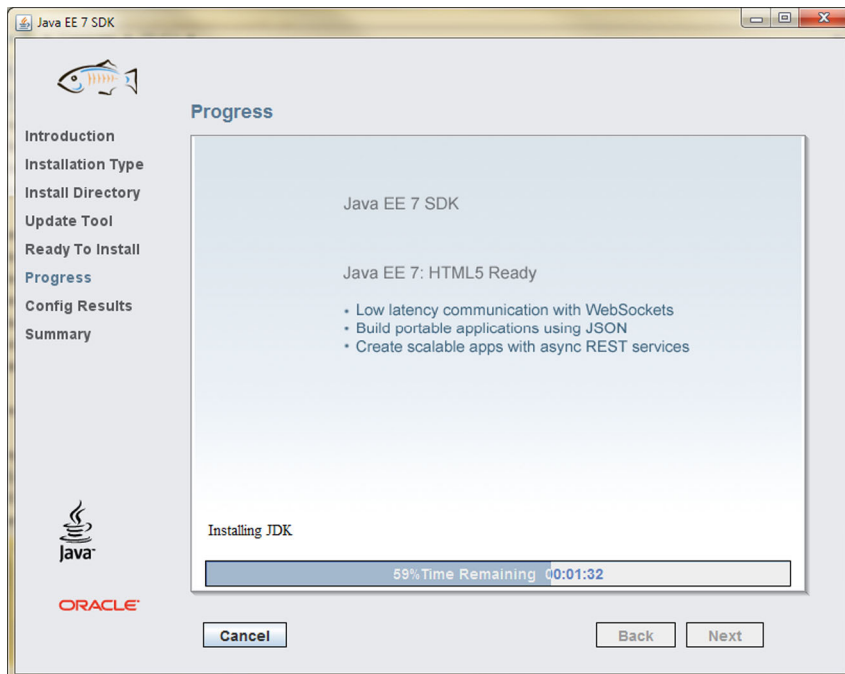 Java EE 7 SDK
Progress
Introduction
Installation Type
Install Directory
Update Tool
Ready To Install
Progress
Config Results
Summary
Java EE 7 SDK
Java EE 7: HTML5 Ready
• Low latency communication with WebSockets
• Build portable applications using JSON
• Create scalable apps with async REST services
Installing JDK
59%Time Remaining 00:01:32
Java
ORACLE
Cancel
Back
Next